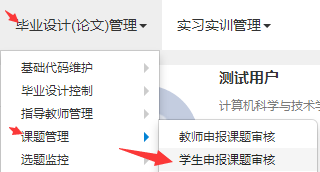 毕业设计(论文)管理 实习实训管理
基础代码维护
毕业设计控制
指导教师管理
课题管理
选题监控
测试用户
计算机科学与技术
教师申报课题审核
学生申报课题审核